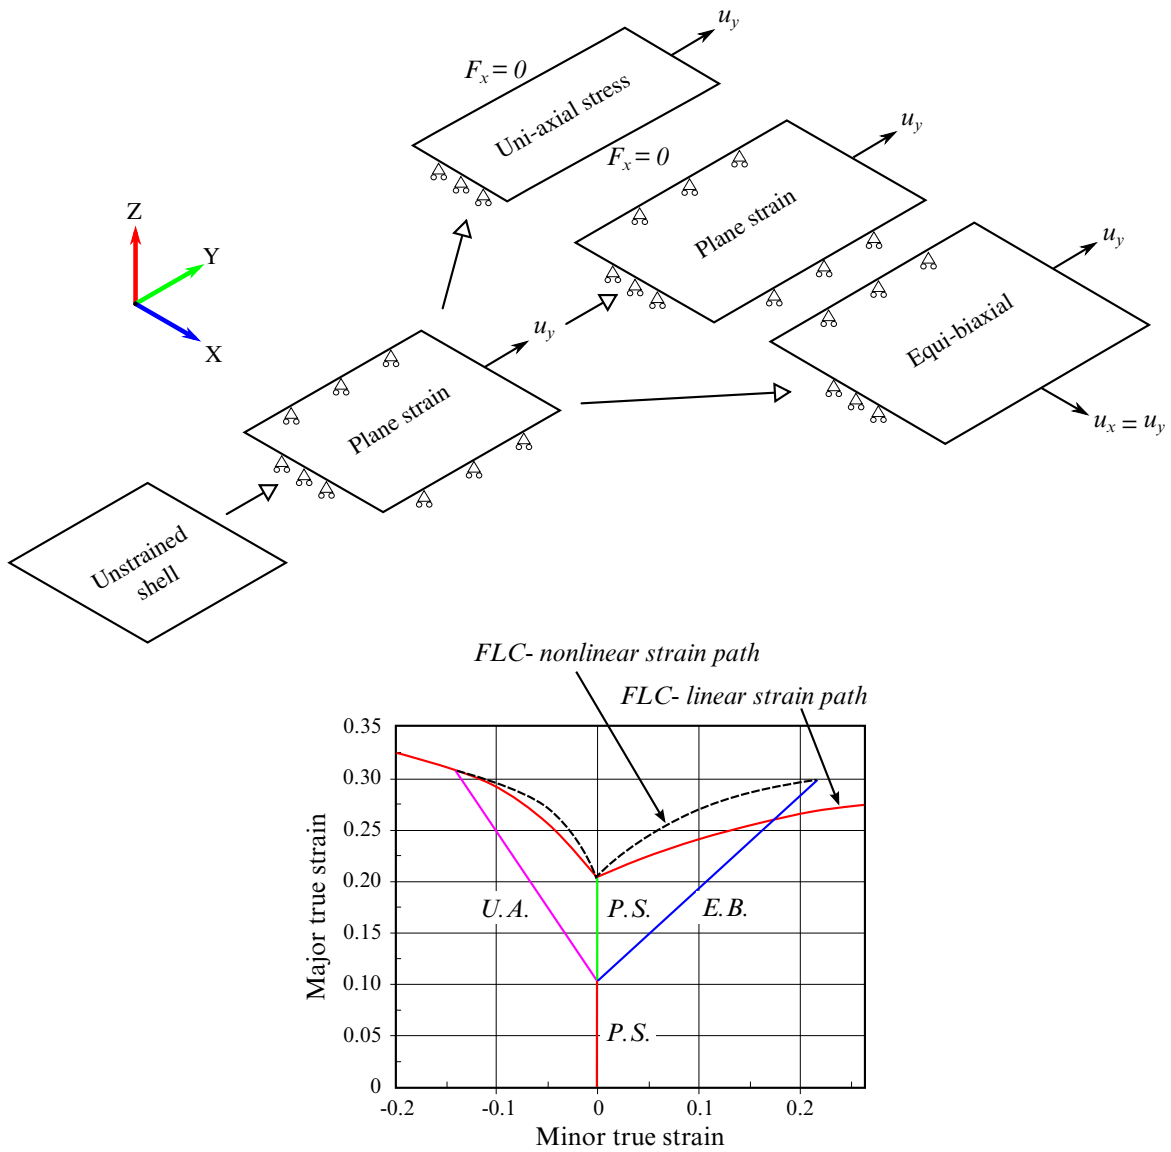 u_y
F_x = 0
Uni-axial stress
F_x = 0
u_y
Plane strain
Z
Y
X
u_y
Equi-biaxial
u_x = u_y
u_y
Plane strain
Unstrained
shell
FLC- nonlinear strain path
FLC- linear strain path
0.35
0.30
0.25
0.20
0.15
0.10
0.05
0
Major true strain
U.A.
P.S.
E.B.
P.S.
-0.2
-0.1
0
0.1
0.2
Minor true strain